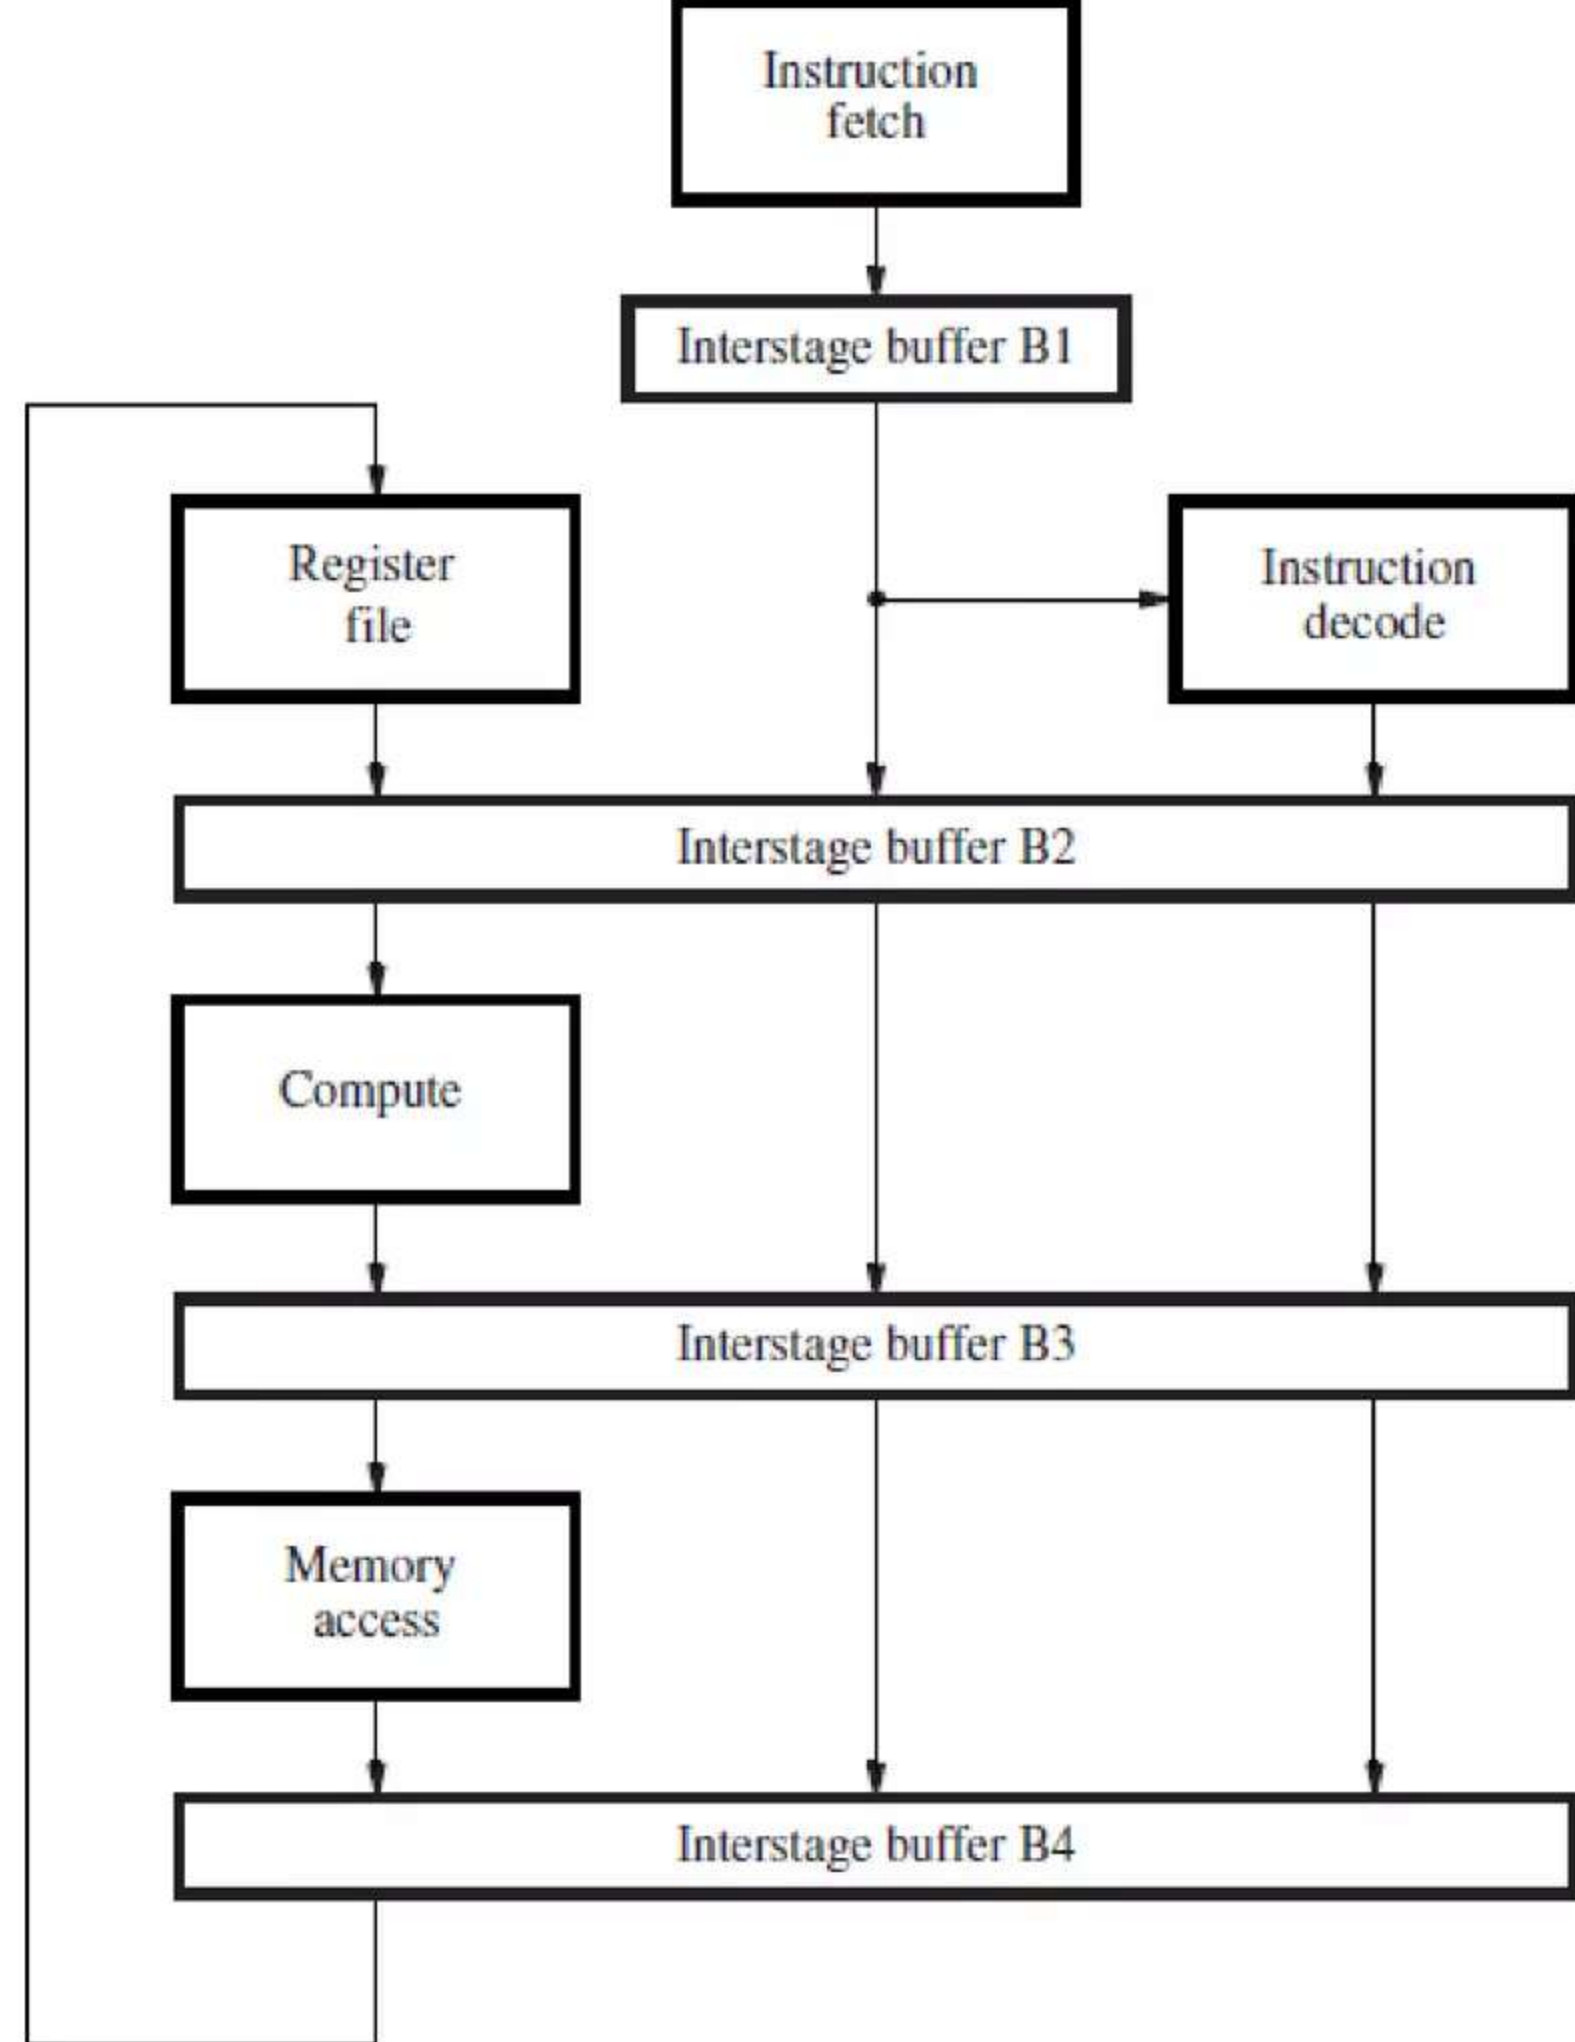 Instruction
fetch
Interstage buffer B1
Register
file
Instruction
decode
Interstage buffer B2
Compute
Interstage buffer B3
Memory
access
Interstage buffer B4